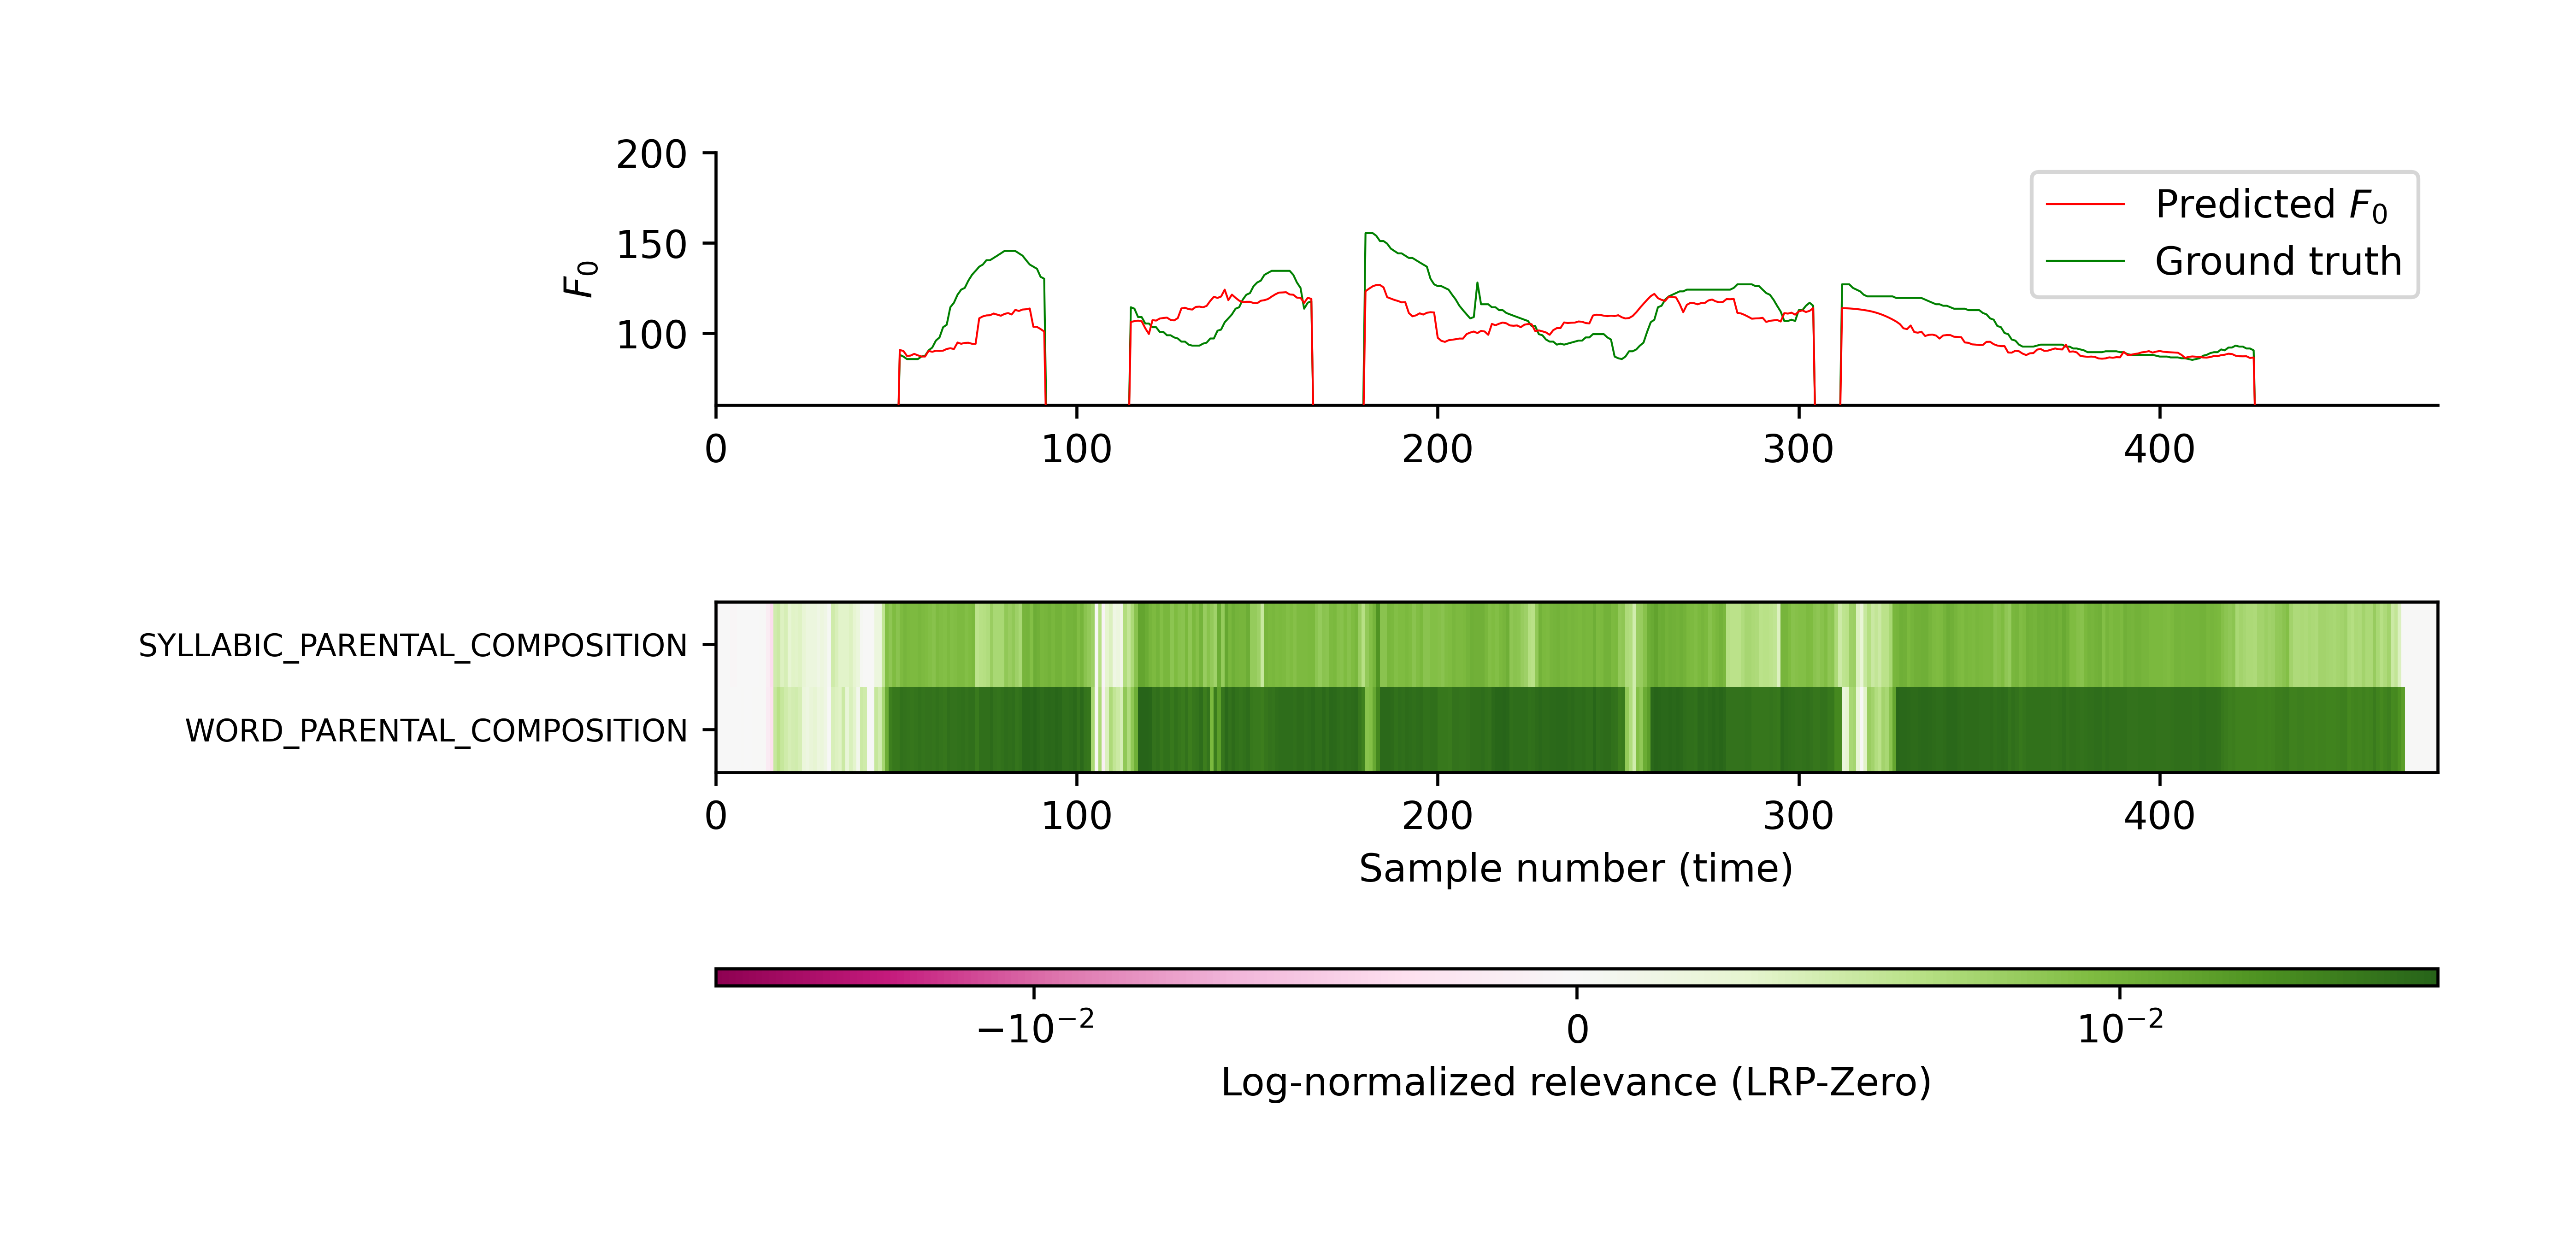 200
150
100
F₀
Predicted F₀
Ground truth
0 100 200 300 400
SYLLABIC_PARENTAL_COMPOSITION
WORD_PARENTAL_COMPOSITION
0 100 200 300 400
Sample number (time)
−10⁻² 0 10⁻²
Log-normalized relevance (LRP-Zero)